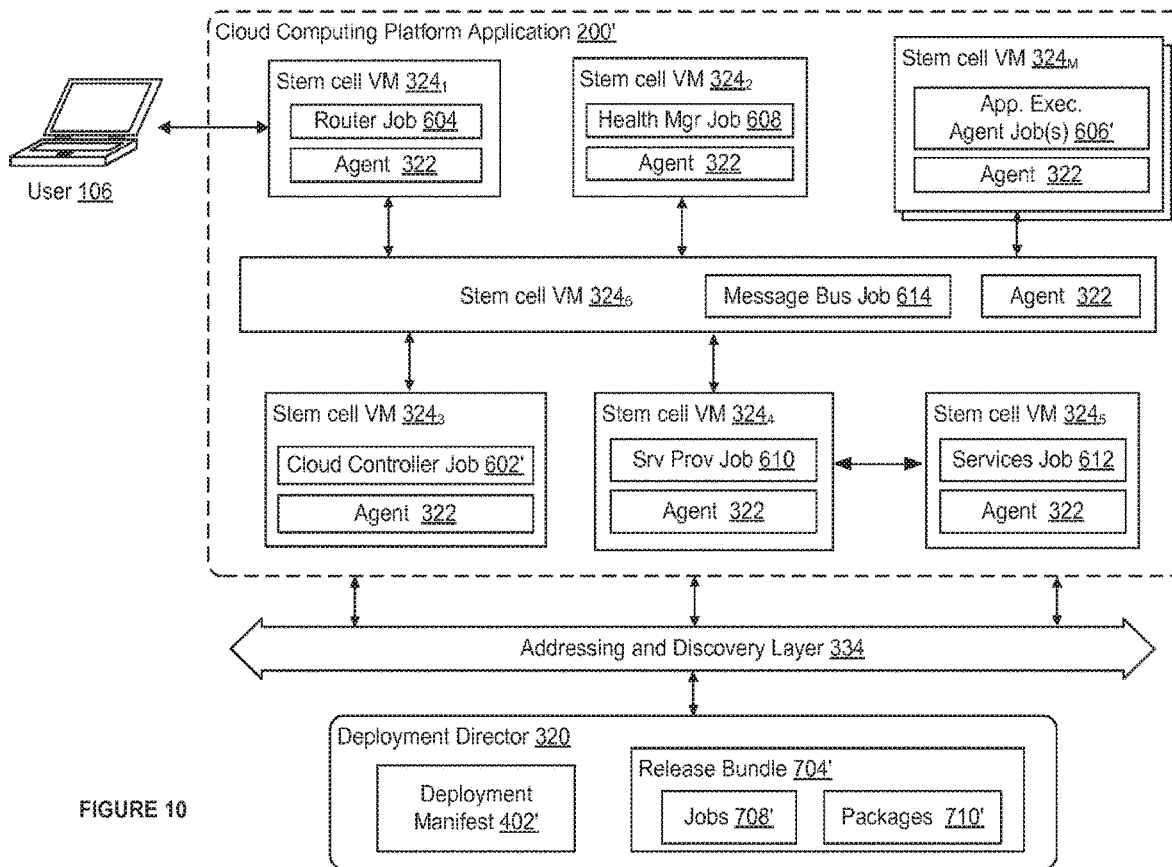 Cloud Computing Platform Application 200'
Stem cell VM 324₁
Router Job 604
Agent 322
Stem cell VM 324₂
Health Mgr Job 608
Agent 322
Stem cell VM 324M
App. Exec.
Agent Job(s) 606'
Agent 322
User 106
Stem cell VM 324₆
Message Bus Job 614
Agent 322
Stem cell VM 324₃
Cloud Controller Job 602'
Agent 322
Stem cell VM 324₄
Srv Prov Job 610
Agent 322
Stem cell VM 324₅
Services Job 612
Agent 322
Addressing and Discovery Layer 334
Deployment Director 320
Deployment
Manifest 402'
Release Bundle 704'
Jobs 708'
Packages 710'
FIGURE 10